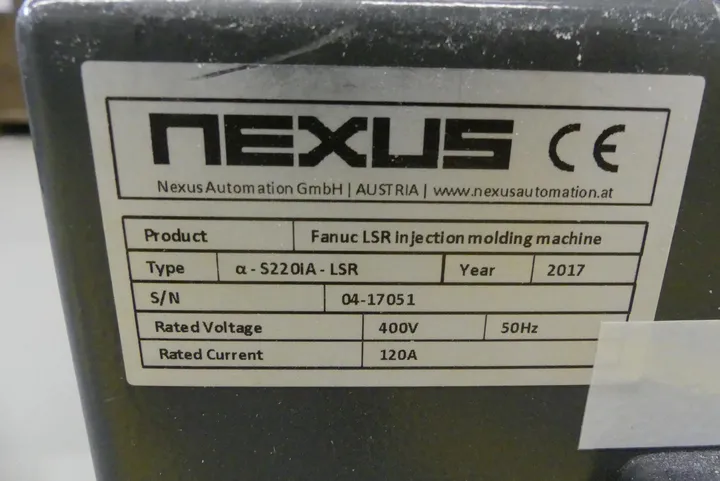 NEXUS CE
Nexus Automation GmbH | AUSTRIA | www.nexusautomation.at
Product Fanuc LSR injection molding machine
Type α - S220iA - LSR Year 2017
S/N 04-17051
Rated Voltage 400V 50Hz
Rated Current 120A